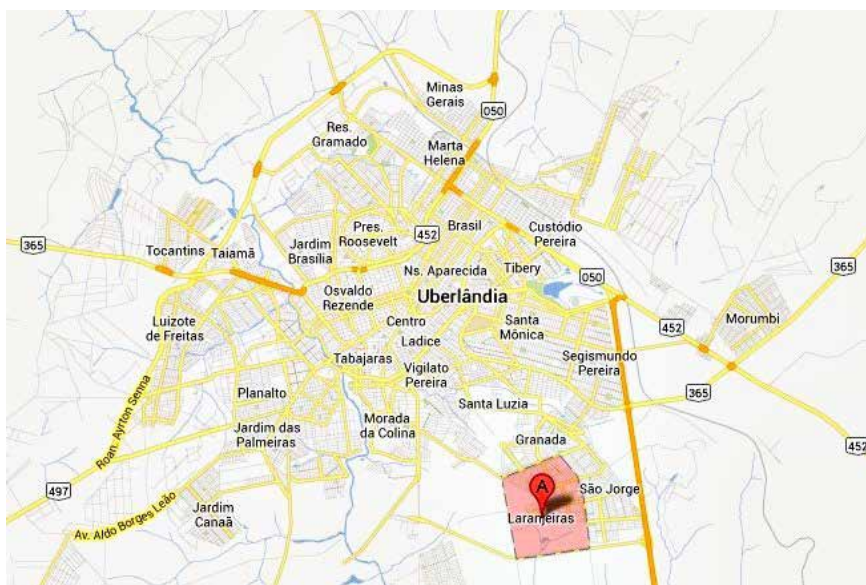 Minas
Gerais
050
Res.
Gramado
Marta
Helena
Pres.
Roosevelt
452
Brasil
Custódio
Pereira
365
Tocantins
Taiamã
Jardim
Brasília
Ns. Aparecida
Tibery
050
365
Osvaldo
Rezende
Uberlândia
Luizote
de Freitas
Centro
Ladice
Santa
Mônica
452
Morumbi
Tabajaras
Vigilato
Pereira
Segismundo
Pereira
Planalto
365
Roan. Ayrton Senna
Santa Luzia
Morada
da Colina
Jardim das
Palmeiras
Granada
452
497
A
São Jorge
Av. Aldo Borges Leão
Jardim
Canaã
Laranjeiras